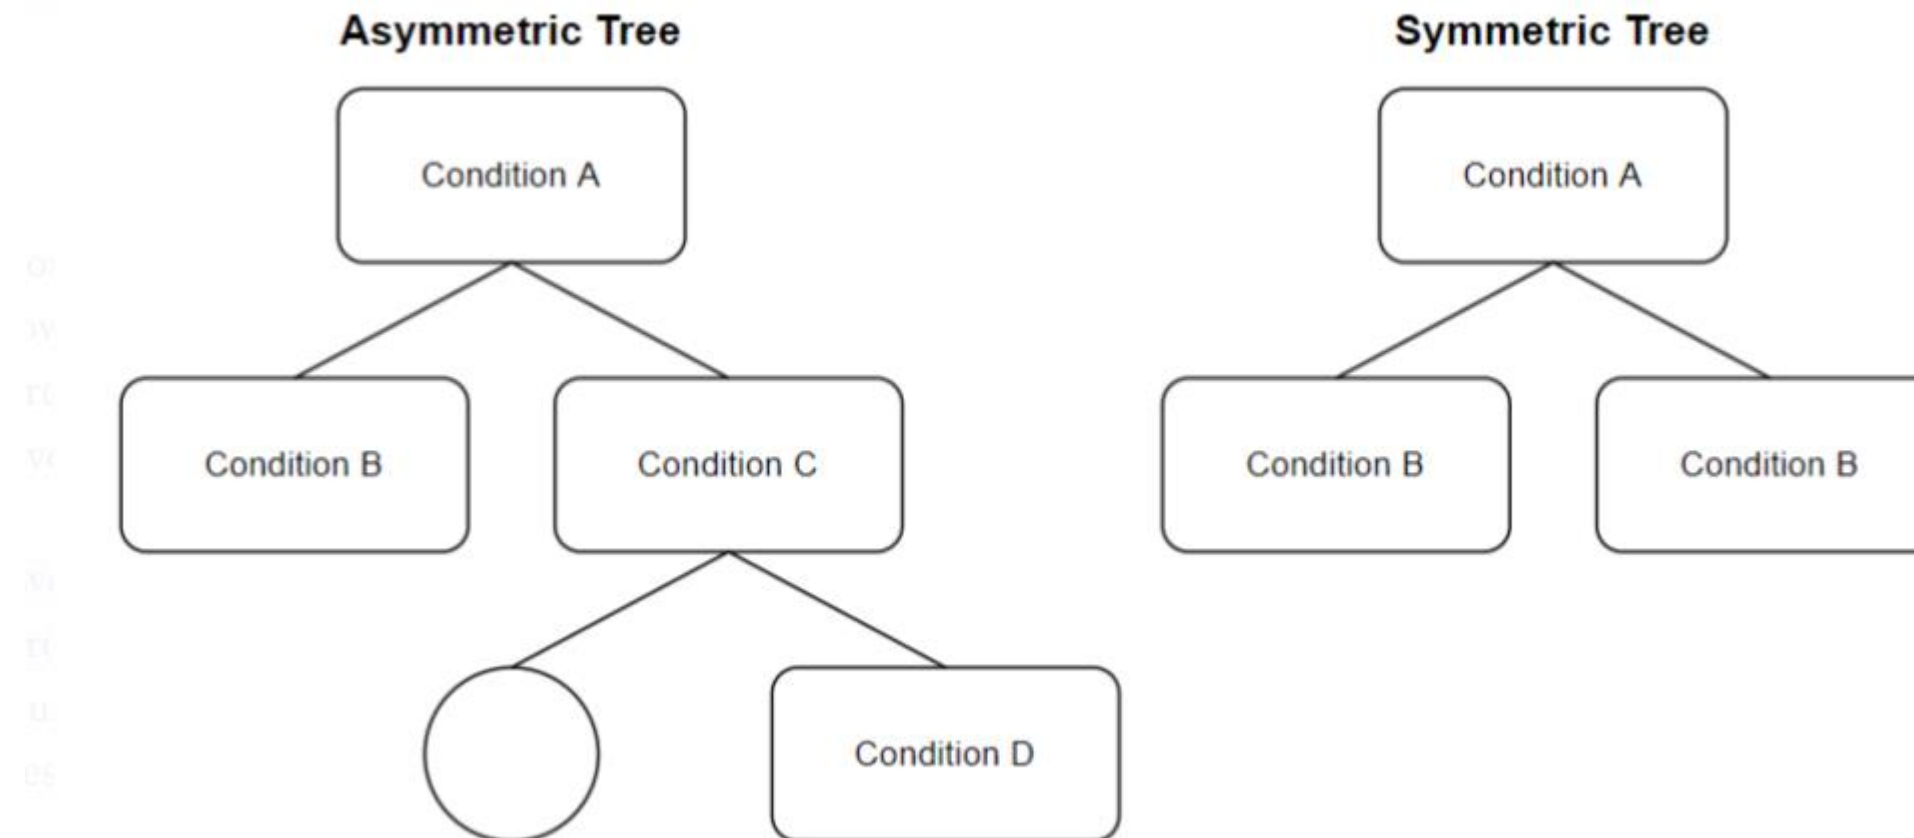 Asymmetric Tree
Symmetric Tree
Condition A
Condition A
Condition B
Condition C
Condition B
Condition B
Condition D